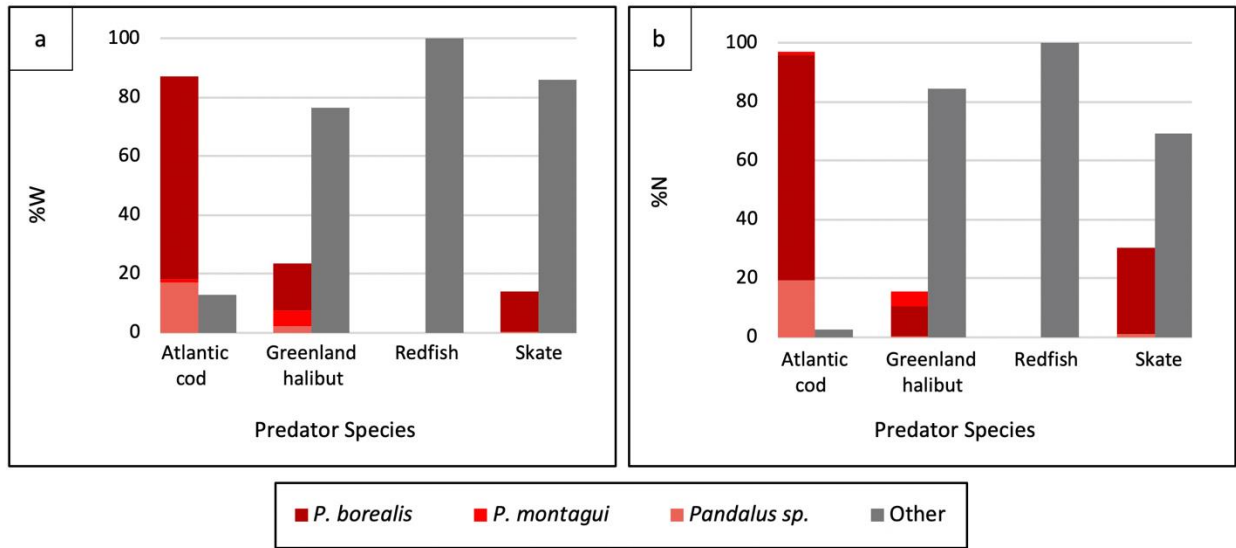 a
100
80
60
40
20
0
%W
Atlantic cod
Greenland halibut
Redfish
Skate
Predator Species
b
100
80
60
40
20
0
%N
Atlantic cod
Greenland halibut
Redfish
Skate
Predator Species
P. borealis P. montagui Pandalus sp. Other